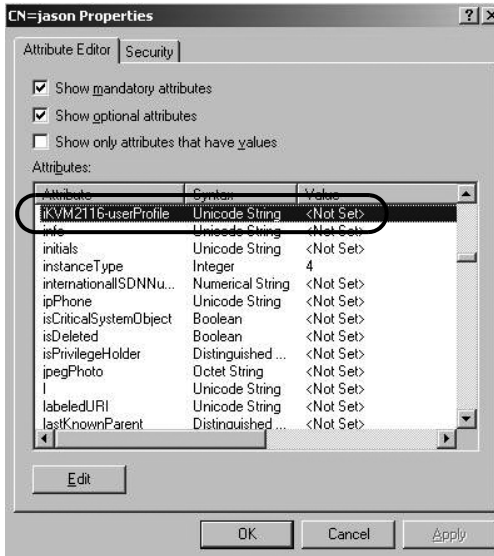 CN=jason Properties
Attribute Editor Security
Show mandatory attributes
Show optional attributes
Show only attributes that have values
Attributes:
Attribute Syntax Value
iKVM2116-userProfile Unicode String <Not Set>
info Unicode String <Not Set>
initials Unicode String <Not Set>
instanceType Integer 4
internationalISDNNu... Numerical String <Not Set>
ipPhone Unicode String <Not Set>
isCriticalSystemObject Boolean <Not Set>
isDeleted Boolean <Not Set>
isPrivilegeHolder Distinguished ... <Not Set>
jpegPhoto Octet String <Not Set>
l Unicode String <Not Set>
labeledURI Unicode String <Not Set>
lastKnownParent Distinguished ... <Not Set>
Edit
OK Cancel Apply